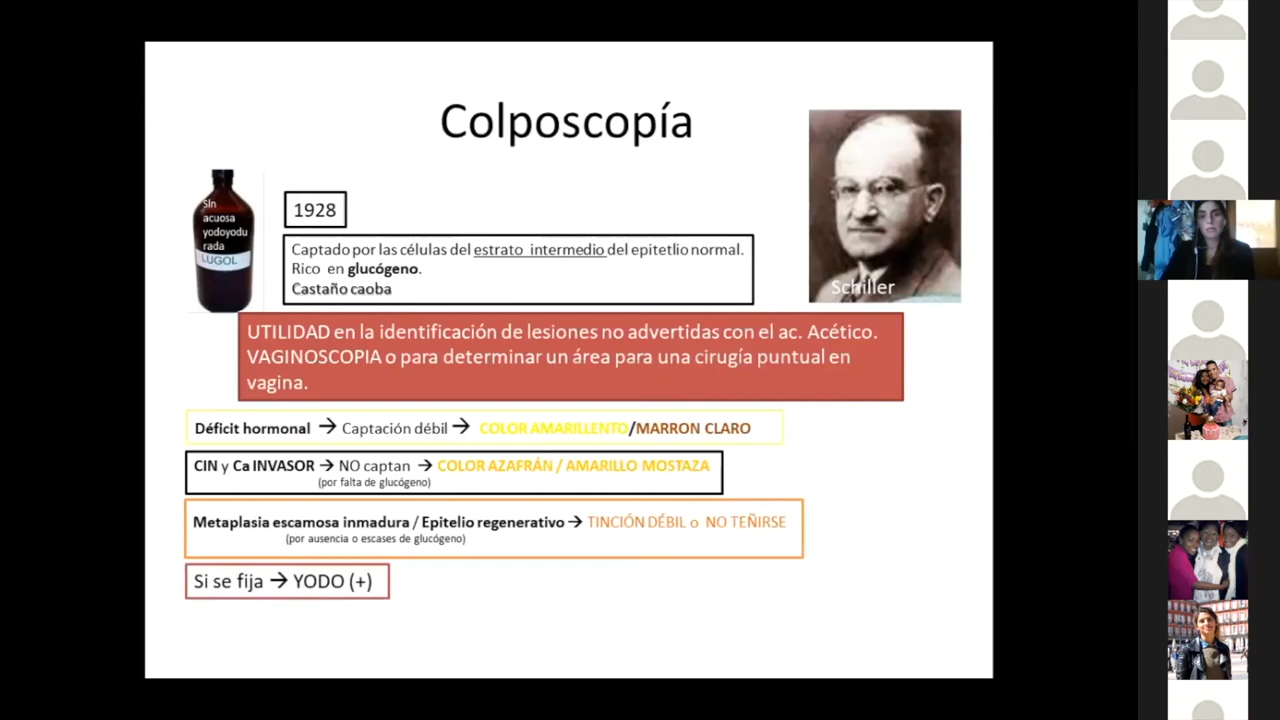 Colposcopía
Sln
acuosa
yodoyodu
rada
LUGOL
1928
Captado por las células del estrato intermedio del epitetlio normal.
Rico en glucógeno.
Castaño caoba
Schiller
UTILIDAD en la identificación de lesiones no advertidas con el ac. Acético.
VAGINOSCOPIA o para determinar un área para una cirugía puntual en
vagina.
Déficit hormonal → Captación débil → COLOR AMARILLENTO/MARRON CLARO
CIN y Ca INVASOR → NO captan → COLOR AZAFRÁN / AMARILLO MOSTAZA
(por falta de glucógeno)
Metaplasia escamosa inmadura / Epitelio regenerativo → TINCIÓN DÉBIL o NO TEÑIRSE
(por ausencia o escases de glucógeno)
Si se fija → YODO (+)